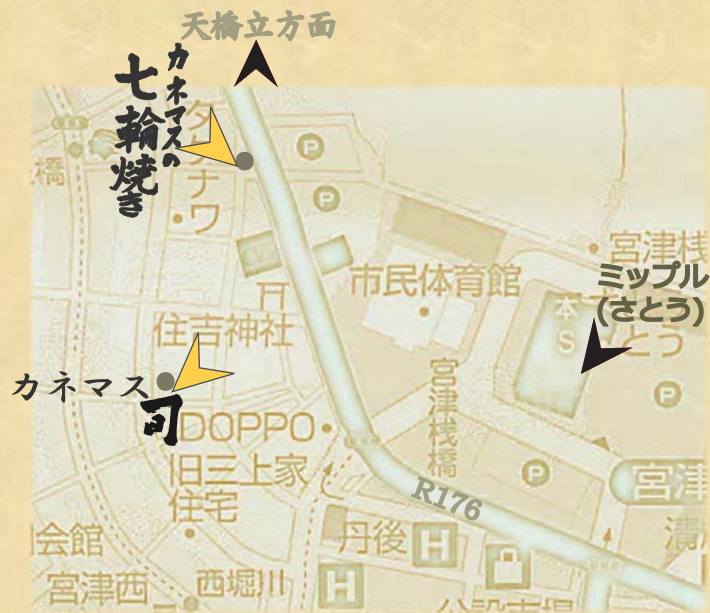 天橋立方面
カネマスの
七輪焼き
P
P
宮津桟
ミップル
(さとう)
市民体育館
本
S
住吉神社
カネマス
司
P
宮津桟橋
DOPPO
旧三上家
住宅
P
R176
宮津
会館
丹後
H
宮津西
西堀川
H